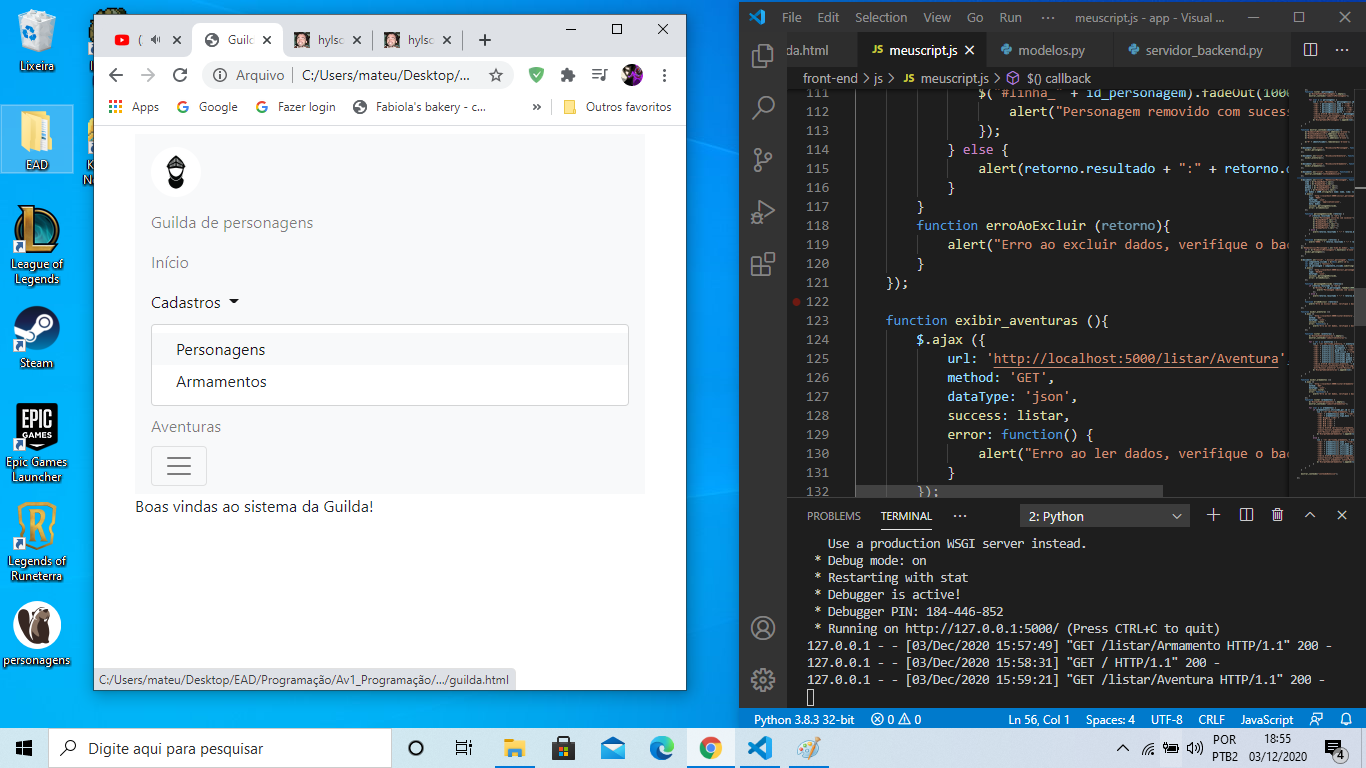 Lixeira
EAD
League of
Legends
Steam
EPIC
GAMES
Epic Games
Launcher
Legends of
Runeterra
personagens
Guilc
hylsc
hylsc
Arquivo
C:/Users/mateu/Desktop/...
Apps
Google
Fazer login
Fabiola's bakery - c...
»
Outros favoritos
Guilda de personagens
Início
Cadastros
Personagens
Armamentos
Aventuras
Boas vindas ao sistema da Guilda!
C:/Users/mateu/Desktop/EAD/Programação/Av1_Programação/.../guilda.html
File Edit Selection View Go Run ··· meuscript.js - app - Visual ...
da.html JS meuscript.js modelos.py servidor_backend.py ···
front-end > js > JS meuscript.js > $() callback
111 $("#linha_" + id_personagem).fadeOut(1000
112 alert("Personagem removido com sucess
113 });
114 } else {
115 alert(retorno.resultado + ":" + retorno.d
116 }
117 }
118 function erroAoExcluir (retorno){
119 alert("Erro ao excluir dados, verifique o bac
120 }
121 });
122
123 function exibir_aventuras (){
124 $.ajax ({
125 url: 'http://localhost:5000/listar/Aventura',
126 method: 'GET',
127 dataType: 'json',
128 success: listar,
129 error: function() {
130 alert("Erro ao ler dados, verifique o bac
131 }
132 });
PROBLEMS TERMINAL ··· 2: Python
Use a production WSGI server instead.
* Debug mode: on
* Restarting with stat
* Debugger is active!
* Debugger PIN: 184-446-852
* Running on http://127.0.0.1:5000/ (Press CTRL+C to quit)
127.0.0.1 - - [03/Dec/2020 15:57:49] "GET /listar/Armamento HTTP/1.1" 200 -
127.0.0.1 - - [03/Dec/2020 15:58:31] "GET / HTTP/1.1" 200 -
127.0.0.1 - - [03/Dec/2020 15:59:21] "GET /listar/Aventura HTTP/1.1" 200 -
Python 3.8.3 32-bit 0 0 Ln 56, Col 1 Spaces: 4 UTF-8 CRLF JavaScript
Digite aqui para pesquisar
POR
PTB2
18:55
03/12/2020
4